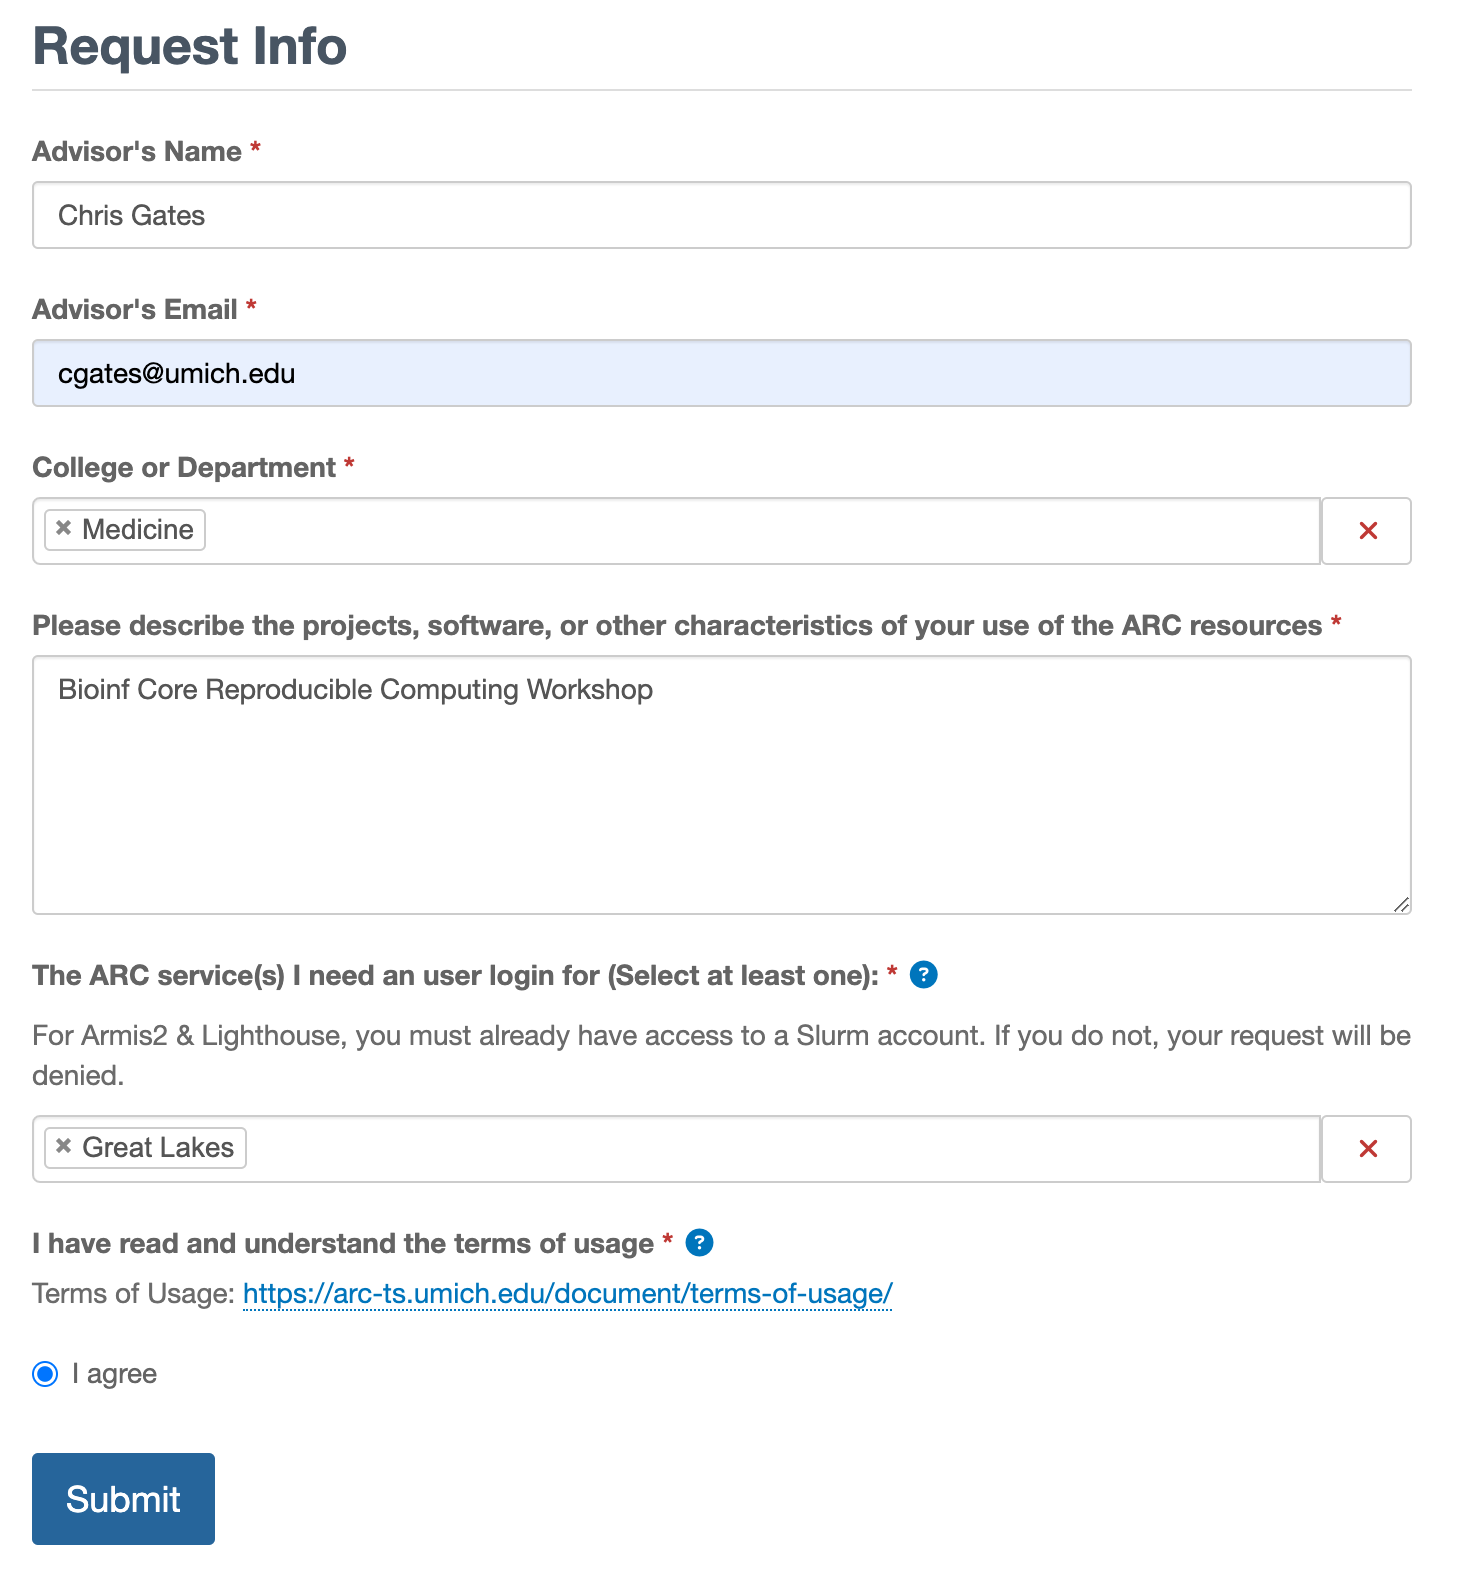 Request Info
Advisor's Name *
Chris Gates
Advisor's Email *
cgates@umich.edu
College or Department *
✖ Medicine
Please describe the projects, software, or other characteristics of your use of the ARC resources *
Bioinf Core Reproducible Computing Workshop
The ARC service(s) I need an user login for (Select at least one): * ?
For Armis2 & Lighthouse, you must already have access to a Slurm account. If you do not, your request will be
denied.
✖ Great Lakes
I have read and understand the terms of usage * ?
Terms of Usage: https://arc-ts.umich.edu/document/terms-of-usage/
I agree
Submit